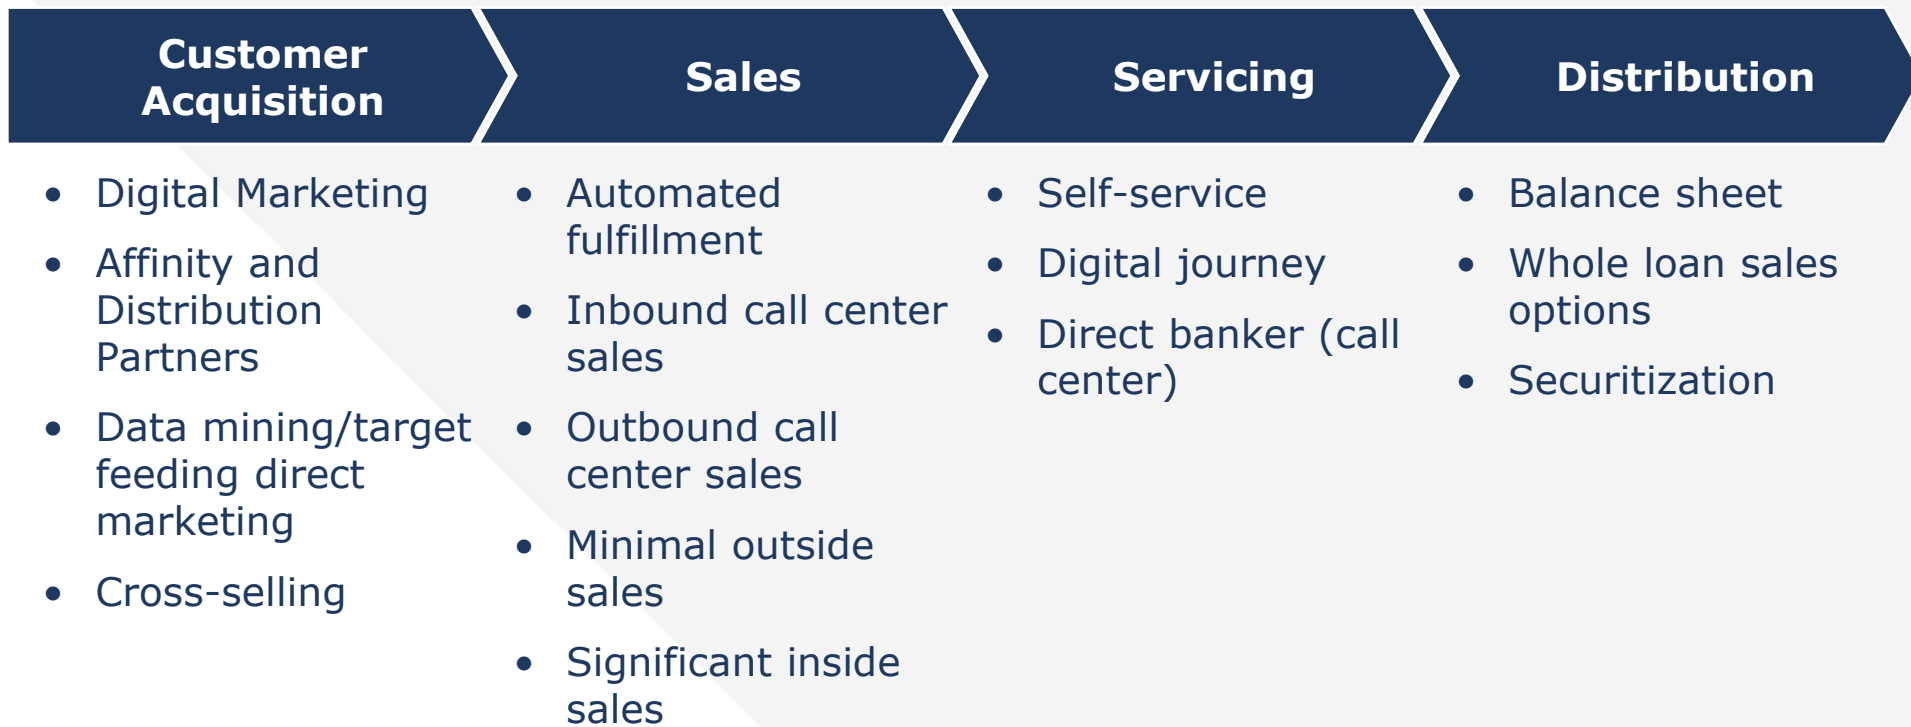 Customer
Acquisition
Sales
Servicing
Distribution
• Digital Marketing
• Affinity and
Distribution
Partners
• Data mining/target
feeding direct
marketing
• Cross-selling
• Automated
fulfillment
• Inbound call center
sales
• Outbound call
center sales
• Minimal outside
sales
• Significant inside
sales
• Self-service
• Digital journey
• Direct banker (call
center)
• Balance sheet
• Whole loan sales
options
• Securitization